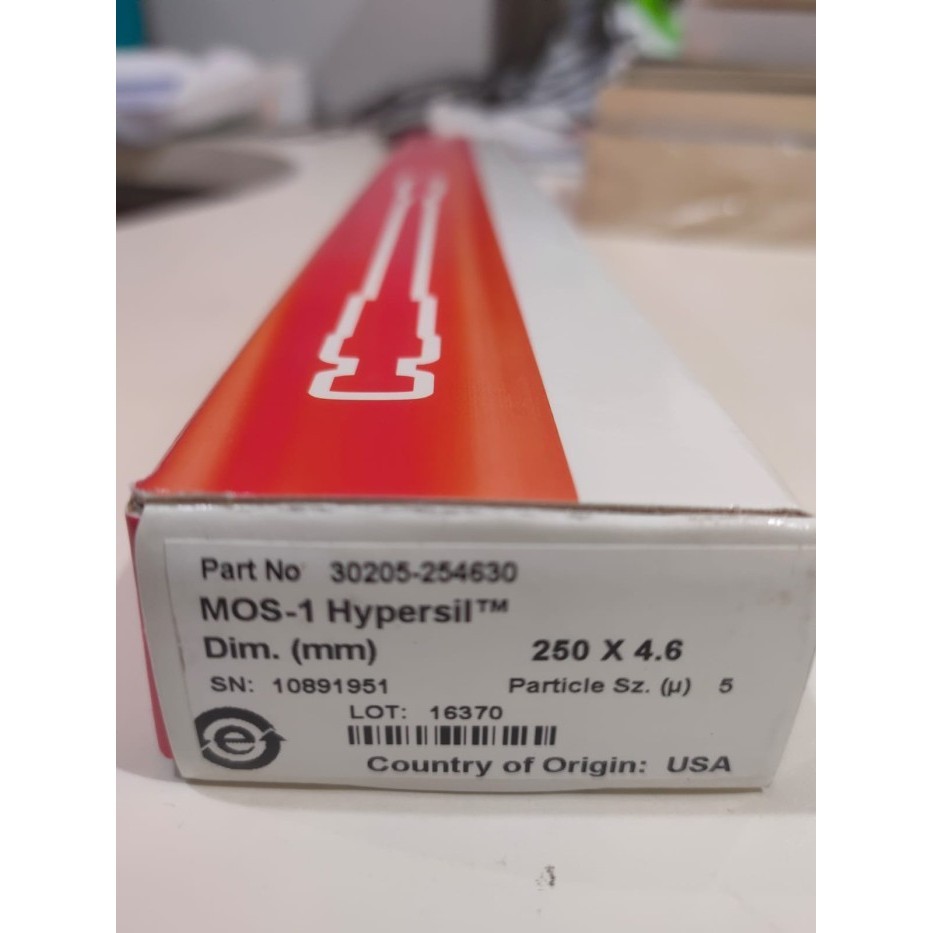 Part No 30205-254630
MOS-1 Hypersil™
Dim. (mm) 250 X 4.6
SN: 10891951 Particle Sz. (µ) 5
LOT: 16370
e
Country of Origin: USA